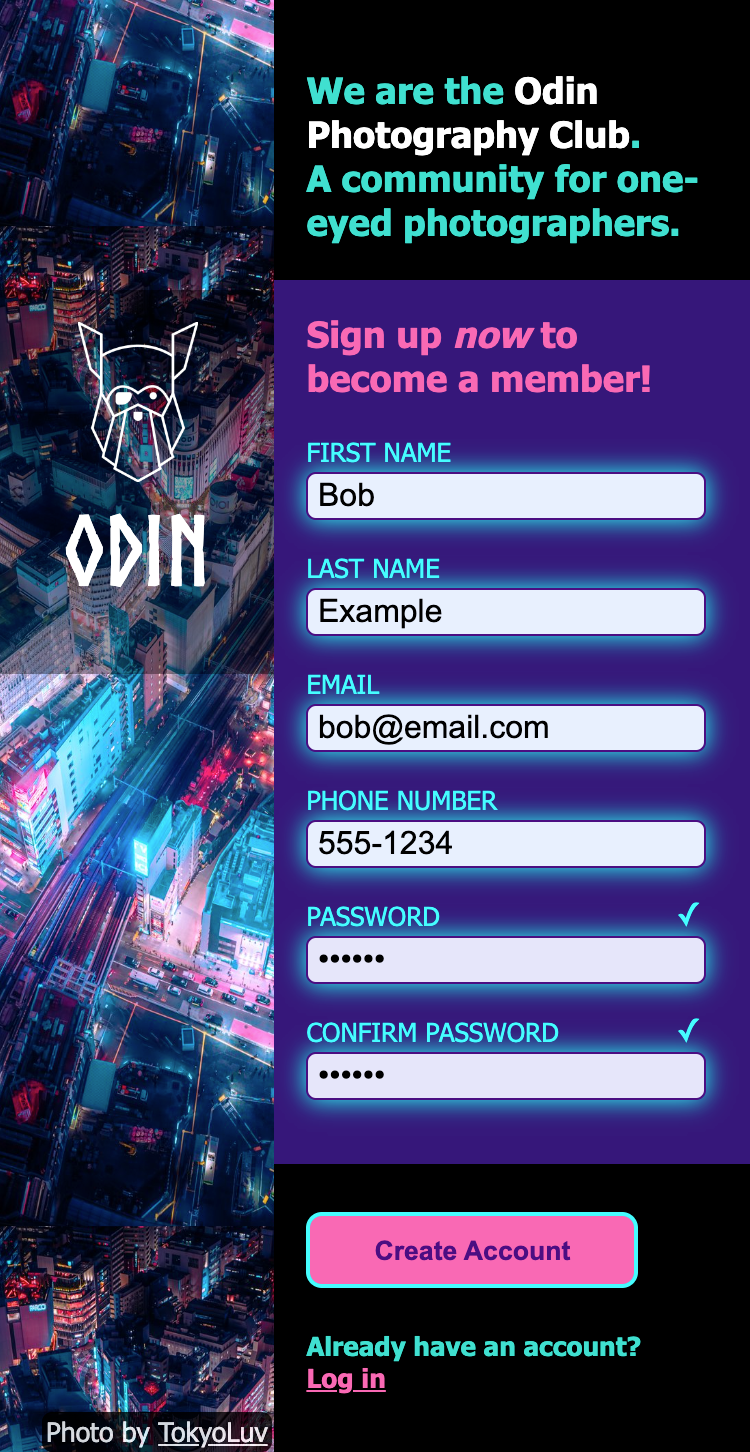 We are the Odin
Photography Club.
A community for one-
eyed photographers.
ODIN
Sign up now to
become a member!
FIRST NAME
Bob
LAST NAME
Example
EMAIL
bob@email.com
PHONE NUMBER
555-1234
PASSWORD ✓
••••••
CONFIRM PASSWORD ✓
••••••
Create Account
Already have an account?
Log in
Photo by TokyoLuv